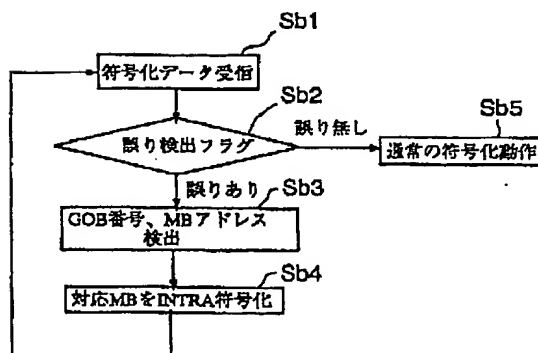 Sb1
符号化データ受信
Sb2
誤り検出フラグ
誤り無し
Sb5
通常の符号化動作
誤りあり
Sb3
GOB番号、MBアドレス
検出
Sb4
対応MBをINTRA符号化